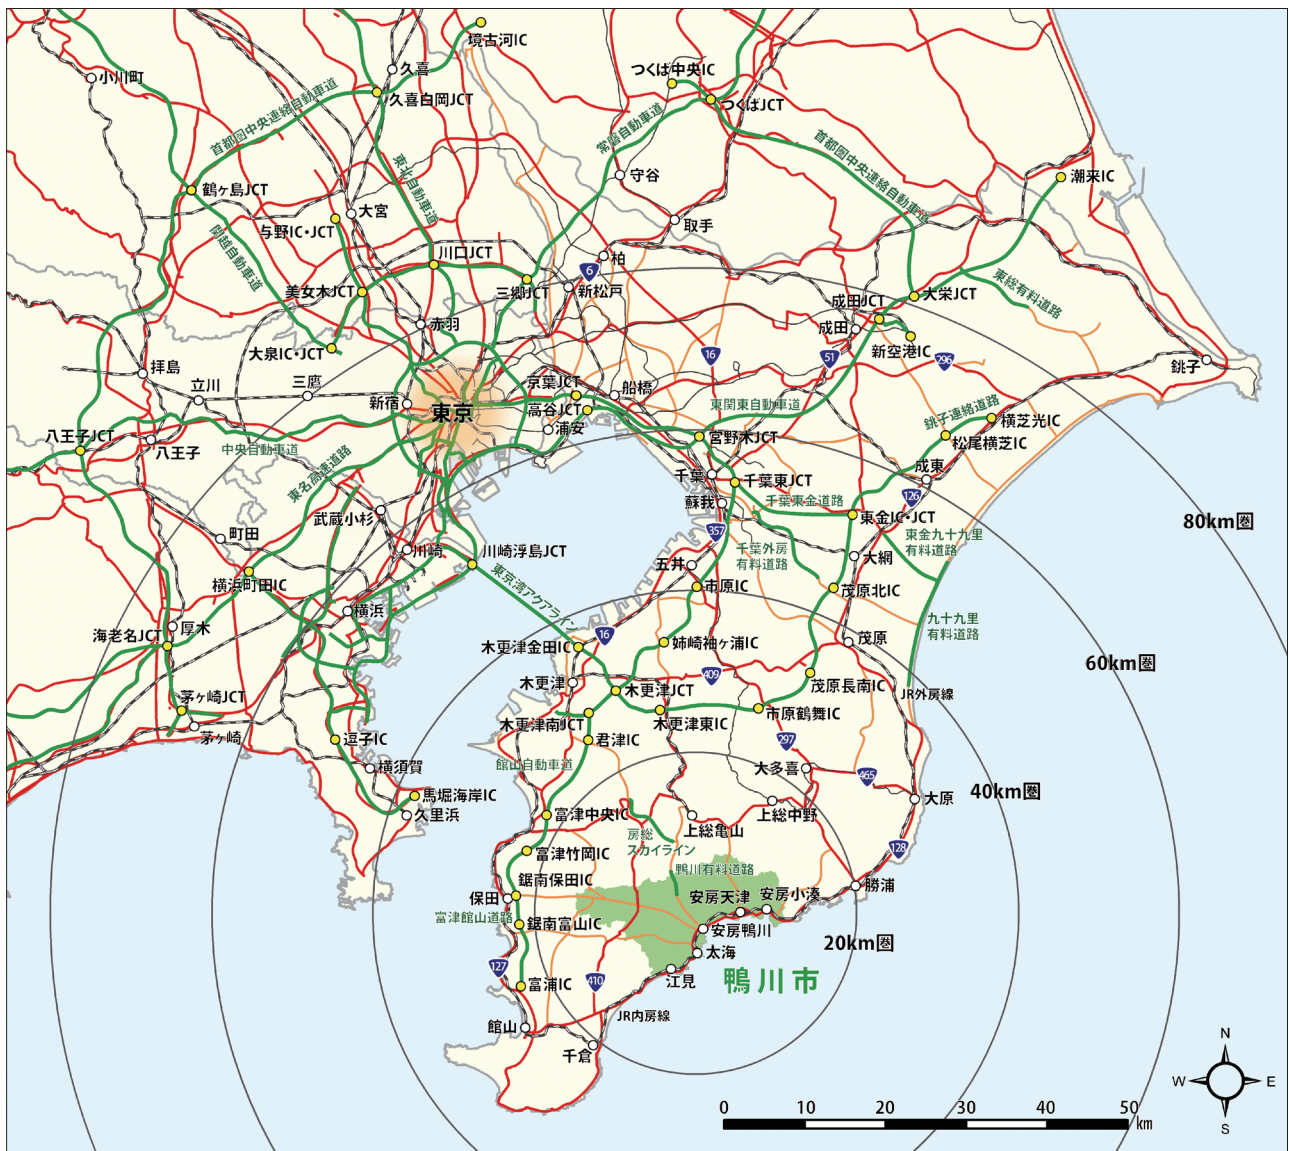 境古河IC
久喜
小川町
つくば中央IC
久喜白岡JCT
つくばJCT
首都圏中央連絡自動車道
常磐自動車道
首都圏中央連絡自動車道
東北自動車道
守谷
潮来IC
鶴ヶ島JCT
大宮
与野IC・JCT
取手
関越自動車道
川口JCT
柏
6
三郷JCT
新松戸
美女木JCT
東総有料道路
大栄JCT
成田JCT
赤羽
成田
新空港IC
大泉IC・JCT
16
51
296
拝島
銚子
立川
三鷹
京葉JCT
船橋
新宿
東京
高谷JCT
東関東自動車道
銚子連絡道路
横芝光IC
浦安
八王子JCT
宮野木JCT
松尾横芝IC
八王子
中央自動車道
東名高速道路
成東
千葉
千葉東JCT
126
蘇我
千葉東金道路
武蔵小杉
東金IC・JCT
80km圏
357
町田
東金九十九里
有料道路
千葉外房
有料道路
川崎
川崎浮島JCT
大網
五井
東京湾アクアライン
横浜町田IC
市原IC
茂原北IC
横浜
九十九里
有料道路
海老名JCT
厚木
16
木更津金田IC
姉崎袖ヶ浦IC
茂原
60km圏
409
木更津
木更津JCT
茂原長南IC
JR外房線
茅ヶ崎JCT
木更津南JCT
木更津東IC
市原鶴舞IC
茅ヶ崎
逗子IC
君津IC
297
館山自動車道
横須賀
大多喜
465
40km圏
馬堀海岸IC
大原
久里浜
富津中央IC
上総亀山
上総中野
房総
スカイライン
128
富津竹岡IC
鴨川有料道路
鋸南保田IC
勝浦
保田
安房天津
安房小湊
富津館山道路
鋸南富山IC
安房鴨川
20km圏
太海
127
410
富浦IC
江見
鴨川市
館山
JR内房線
千倉
N
W
E
S
0 10 20 30 40 50 km